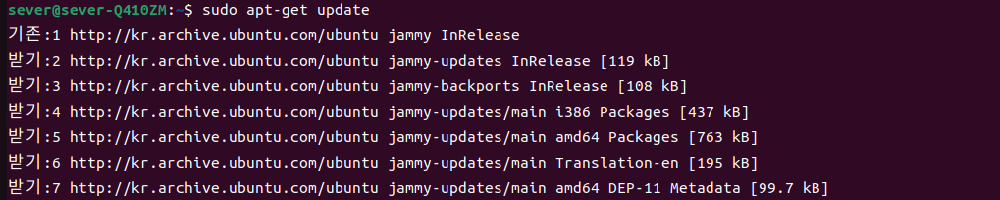 sever@sever-Q410ZM:~$ sudo apt-get update
기존:1 http://kr.archive.ubuntu.com/ubuntu jammy InRelease
받기:2 http://kr.archive.ubuntu.com/ubuntu jammy-updates InRelease [119 kB]
받기:3 http://kr.archive.ubuntu.com/ubuntu jammy-backports InRelease [108 kB]
받기:4 http://kr.archive.ubuntu.com/ubuntu jammy-updates/main i386 Packages [437 kB]
받기:5 http://kr.archive.ubuntu.com/ubuntu jammy-updates/main amd64 Packages [763 kB]
받기:6 http://kr.archive.ubuntu.com/ubuntu jammy-updates/main Translation-en [195 kB]
받기:7 http://kr.archive.ubuntu.com/ubuntu jammy-updates/main amd64 DEP-11 Metadata [99.7 kB]